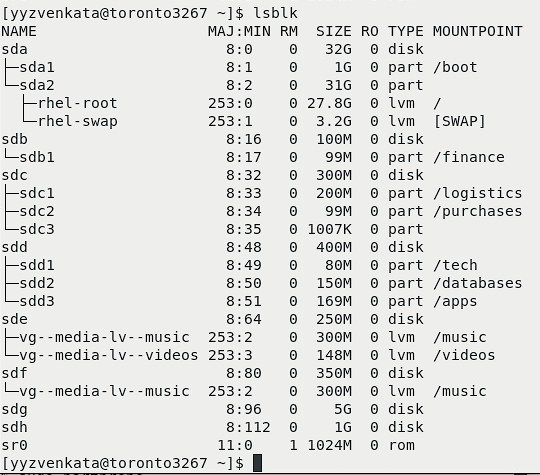 [yyzvenkata@toronto3267 ~]$ lsblk
NAME                   MAJ:MIN RM  SIZE RO TYPE MOUNTPOINT
sda                      8:0    0   32G  0 disk
├─sda1                   8:1    0    1G  0 part /boot
└─sda2                   8:2    0   31G  0 part
  ├─rhel-root          253:0    0 27.8G  0 lvm  /
  └─rhel-swap          253:1    0  3.2G  0 lvm  [SWAP]
sdb                      8:16   0  100M  0 disk
└─sdb1                   8:17   0   99M  0 part /finance
sdc                      8:32   0  300M  0 disk
├─sdc1                   8:33   0  200M  0 part /logistics
├─sdc2                   8:34   0   99M  0 part /purchases
└─sdc3                   8:35   0 1007K  0 part
sdd                      8:48   0  400M  0 disk
├─sdd1                   8:49   0   80M  0 part /tech
├─sdd2                   8:50   0  150M  0 part /databases
└─sdd3                   8:51   0  169M  0 part /apps
sde                      8:64   0  250M  0 disk
├─vg--media-lv--music  253:2    0  300M  0 lvm  /music
└─vg--media-lv--videos 253:3    0  148M  0 lvm  /videos
sdf                      8:80   0  350M  0 disk
└─vg--media-lv--music  253:2    0  300M  0 lvm  /music
sdg                      8:96   0    5G  0 disk
sdh                      8:112  0    1G  0 disk
sr0                     11:0    1 1024M  0 rom
[yyzvenkata@toronto3267 ~]$